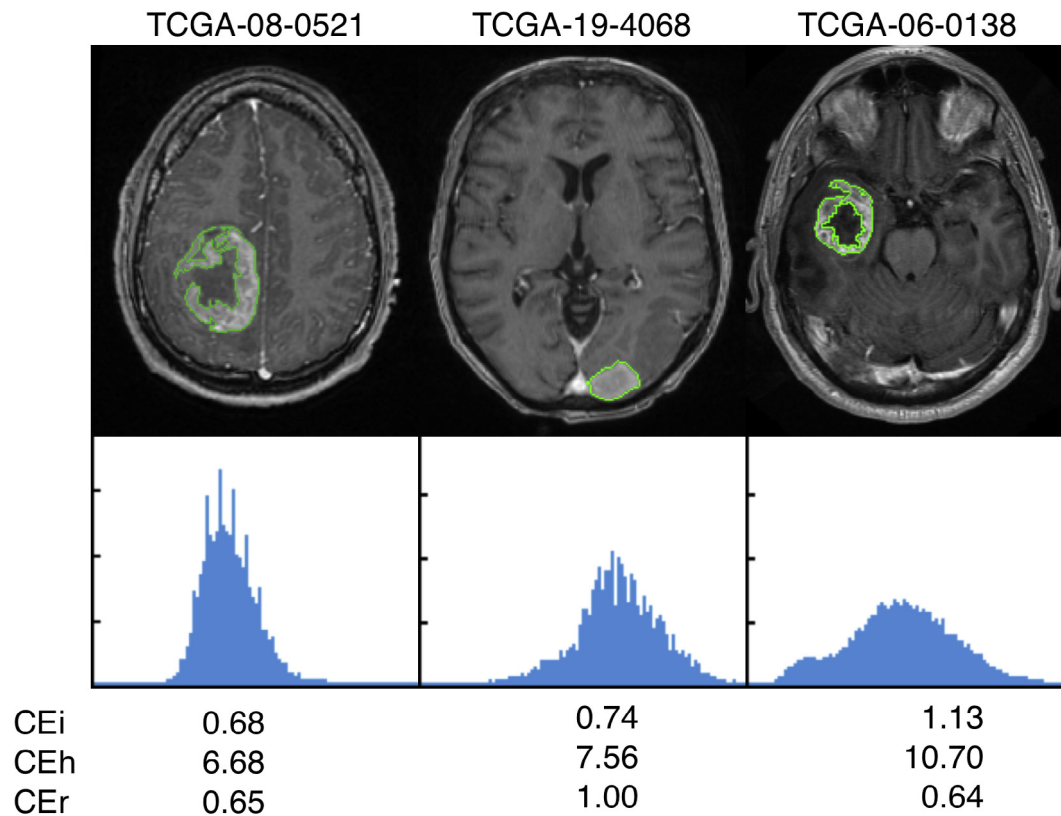 TCGA-08-0521 TCGA-19-4068 TCGA-06-0138
CEi 0.68 0.74 1.13
CEh 6.68 7.56 10.70
CEr 0.65 1.00 0.64